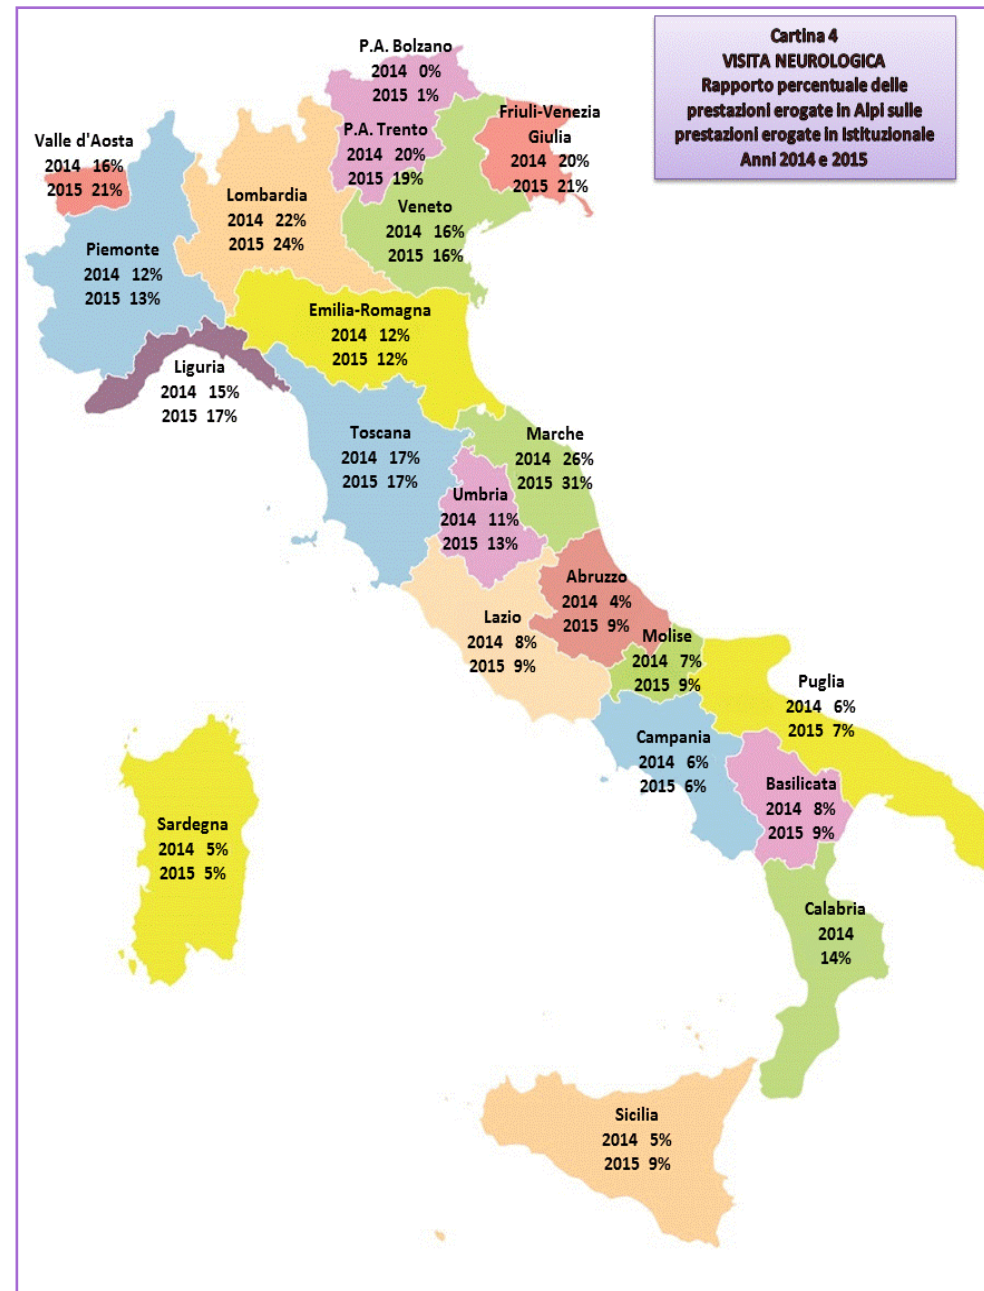 Cartina 4
VISITA NEUROLOGICA
Rapporto percentuale delle
prestazioni erogate in Alpi sulle
prestazioni erogate in Istituzionale
Anni 2014 e 2015
P.A. Bolzano
2014 0%
2015 1%
P.A. Trento
2014 20%
2015 19%
Friuli-Venezia
Giulia
2014 20%
2015 21%
Valle d'Aosta
2014 16%
2015 21%
Lombardia
2014 22%
2015 24%
Veneto
2014 16%
2015 16%
Piemonte
2014 12%
2015 13%
Emilia-Romagna
2014 12%
2015 12%
Liguria
2014 15%
2015 17%
Toscana
2014 17%
2015 17%
Marche
2014 26%
2015 31%
Umbria
2014 11%
2015 13%
Abruzzo
2014 4%
2015 9%
Lazio
2014 8%
2015 9%
Molise
2014 7%
2015 9%
Puglia
2014 6%
2015 7%
Campania
2014 6%
2015 6%
Basilicata
2014 8%
2015 9%
Sardegna
2014 5%
2015 5%
Calabria
2014
14%
Sicilia
2014 5%
2015 9%